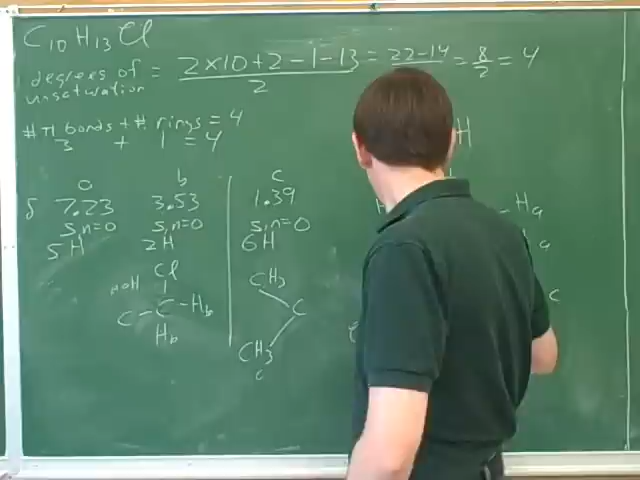 C10H13Cl
degrees of unsaturation = 2×10+2-1-13 / 2 = 22-14 = 8/2 = 4
# π bonds + # rings = 4
3 + 1 = 4
a b c
δ 7.23 3.53 1.39
s,n=0 s,n=0 s,n=0
5H 2H 6H
no H Cl
C-C-Hb
Hb
CH3
C
CH3
c
H
H
- Ha
a
c